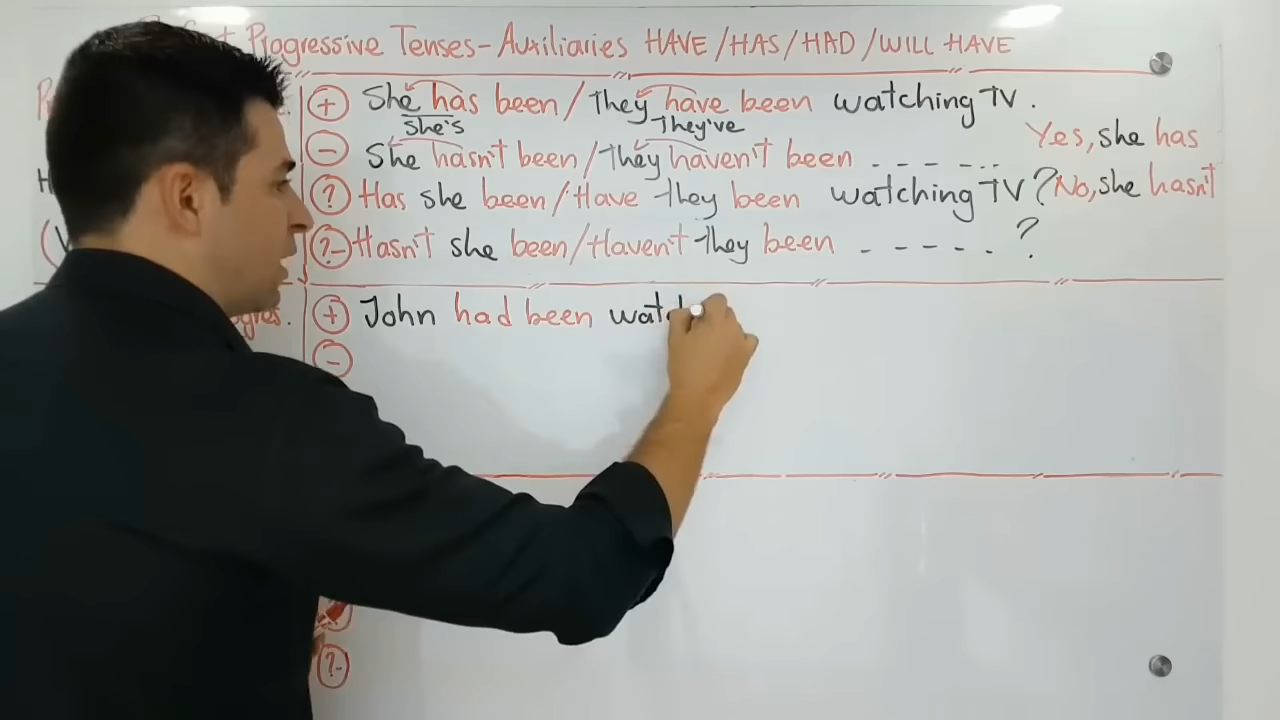 Progressive Tenses-Auxiliaries HAVE/HAS/HAD/WILL HAVE
(+) She has been/They have been watching TV.
She's They've
(-) She hasn't been/They haven't been - - - - ...
Yes, she has
(?) Has she been/Have they been watching TV? No, she hasn't
(?-) Hasn't she been/Haven't they been - - - - - ?
(+) John had been
(-)
(?-)